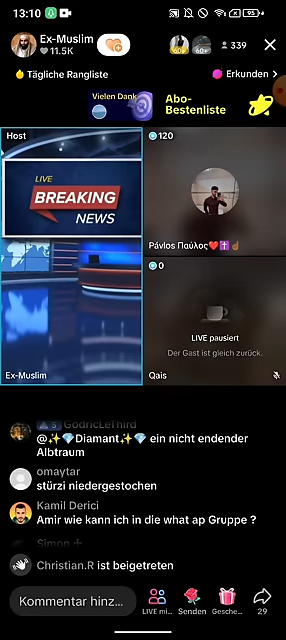 13:10
95
Ex-Muslim
11.5K
339
Tägliche Rangliste
Erkunden
Vielen Dank
Abo-
Bestenliste
Host
LIVE
BREAKING
NEWS
Ex-Muslim
120
Pávlos Παύλος❤️✝️☝🏽
0
LIVE pausiert
Der Gast ist gleich zurück.
Qais
GodricLeThird
@✨💎Diamant✨💎 ein nicht endender
Albtraum
omaytar
stürzi niedergestochen
Kamil Derici
Amir wie kann ich in die what ap Gruppe ?
Simon
Christian.R ist beigetreten
Kommentar hinz...
LIVE mi...
Senden
Gesche...
29